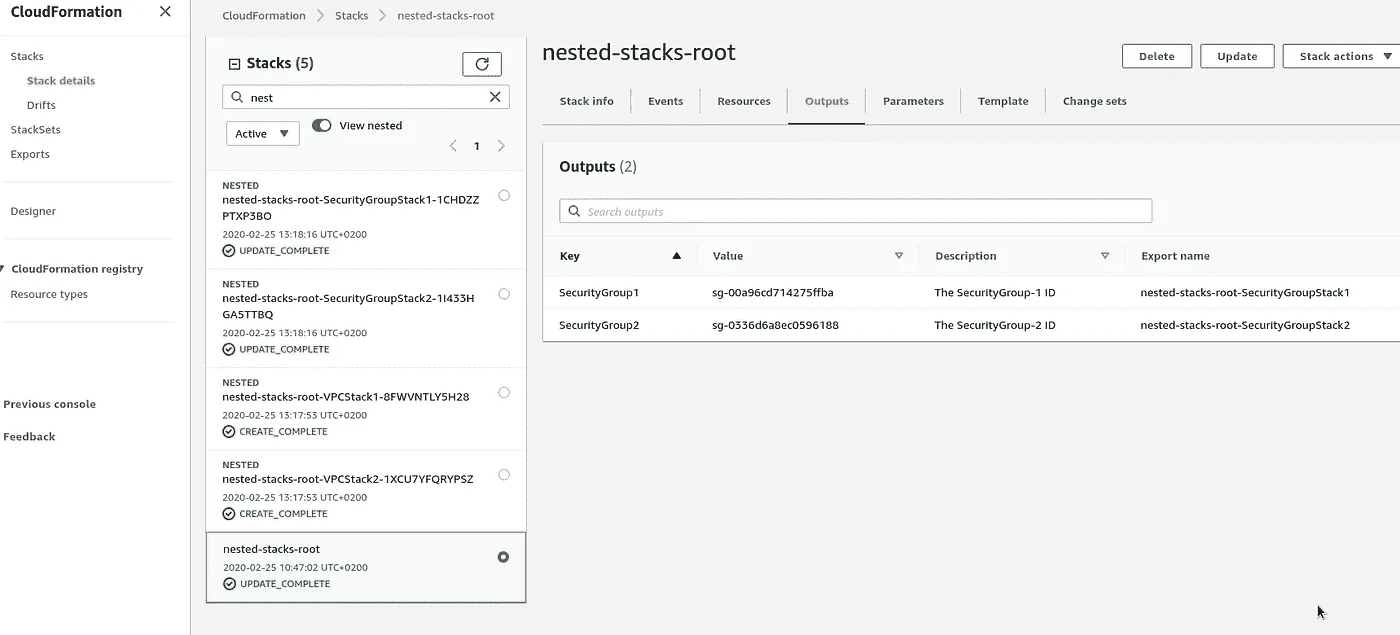 CloudFormation
Stacks
Stack details
Drifts
StackSets
Exports
Designer
CloudFormation registry
Resource types
Previous console
Feedback
CloudFormation Stacks nested-stacks-root
Stacks (5)
nest
Active View nested
1
NESTED
nested-stacks-root-SecurityGroupStack1-1CHDZZ
PTXP3BO
2020-02-25 13:18:16 UTC+0200
UPDATE_COMPLETE
NESTED
nested-stacks-root-SecurityGroupStack2-1I433H
GA5TTBQ
2020-02-25 13:18:16 UTC+0200
UPDATE_COMPLETE
NESTED
nested-stacks-root-VPCStack1-8FWVNTLY5H28
2020-02-25 13:17:53 UTC+0200
CREATE_COMPLETE
NESTED
nested-stacks-root-VPCStack2-1XCU7YFQRYPSZ
2020-02-25 13:17:53 UTC+0200
CREATE_COMPLETE
nested-stacks-root
2020-02-25 10:47:02 UTC+0200
UPDATE_COMPLETE
nested-stacks-root
Delete Update Stack actions
Stack info Events Resources Outputs Parameters Template Change sets
Outputs (2)
Search outputs
Key Value Description Export name
SecurityGroup1 sg-00a96cd714275ffba The SecurityGroup-1 ID nested-stacks-root-SecurityGroupStack1
SecurityGroup2 sg-0336d6a8ec0596188 The SecurityGroup-2 ID nested-stacks-root-SecurityGroupStack2